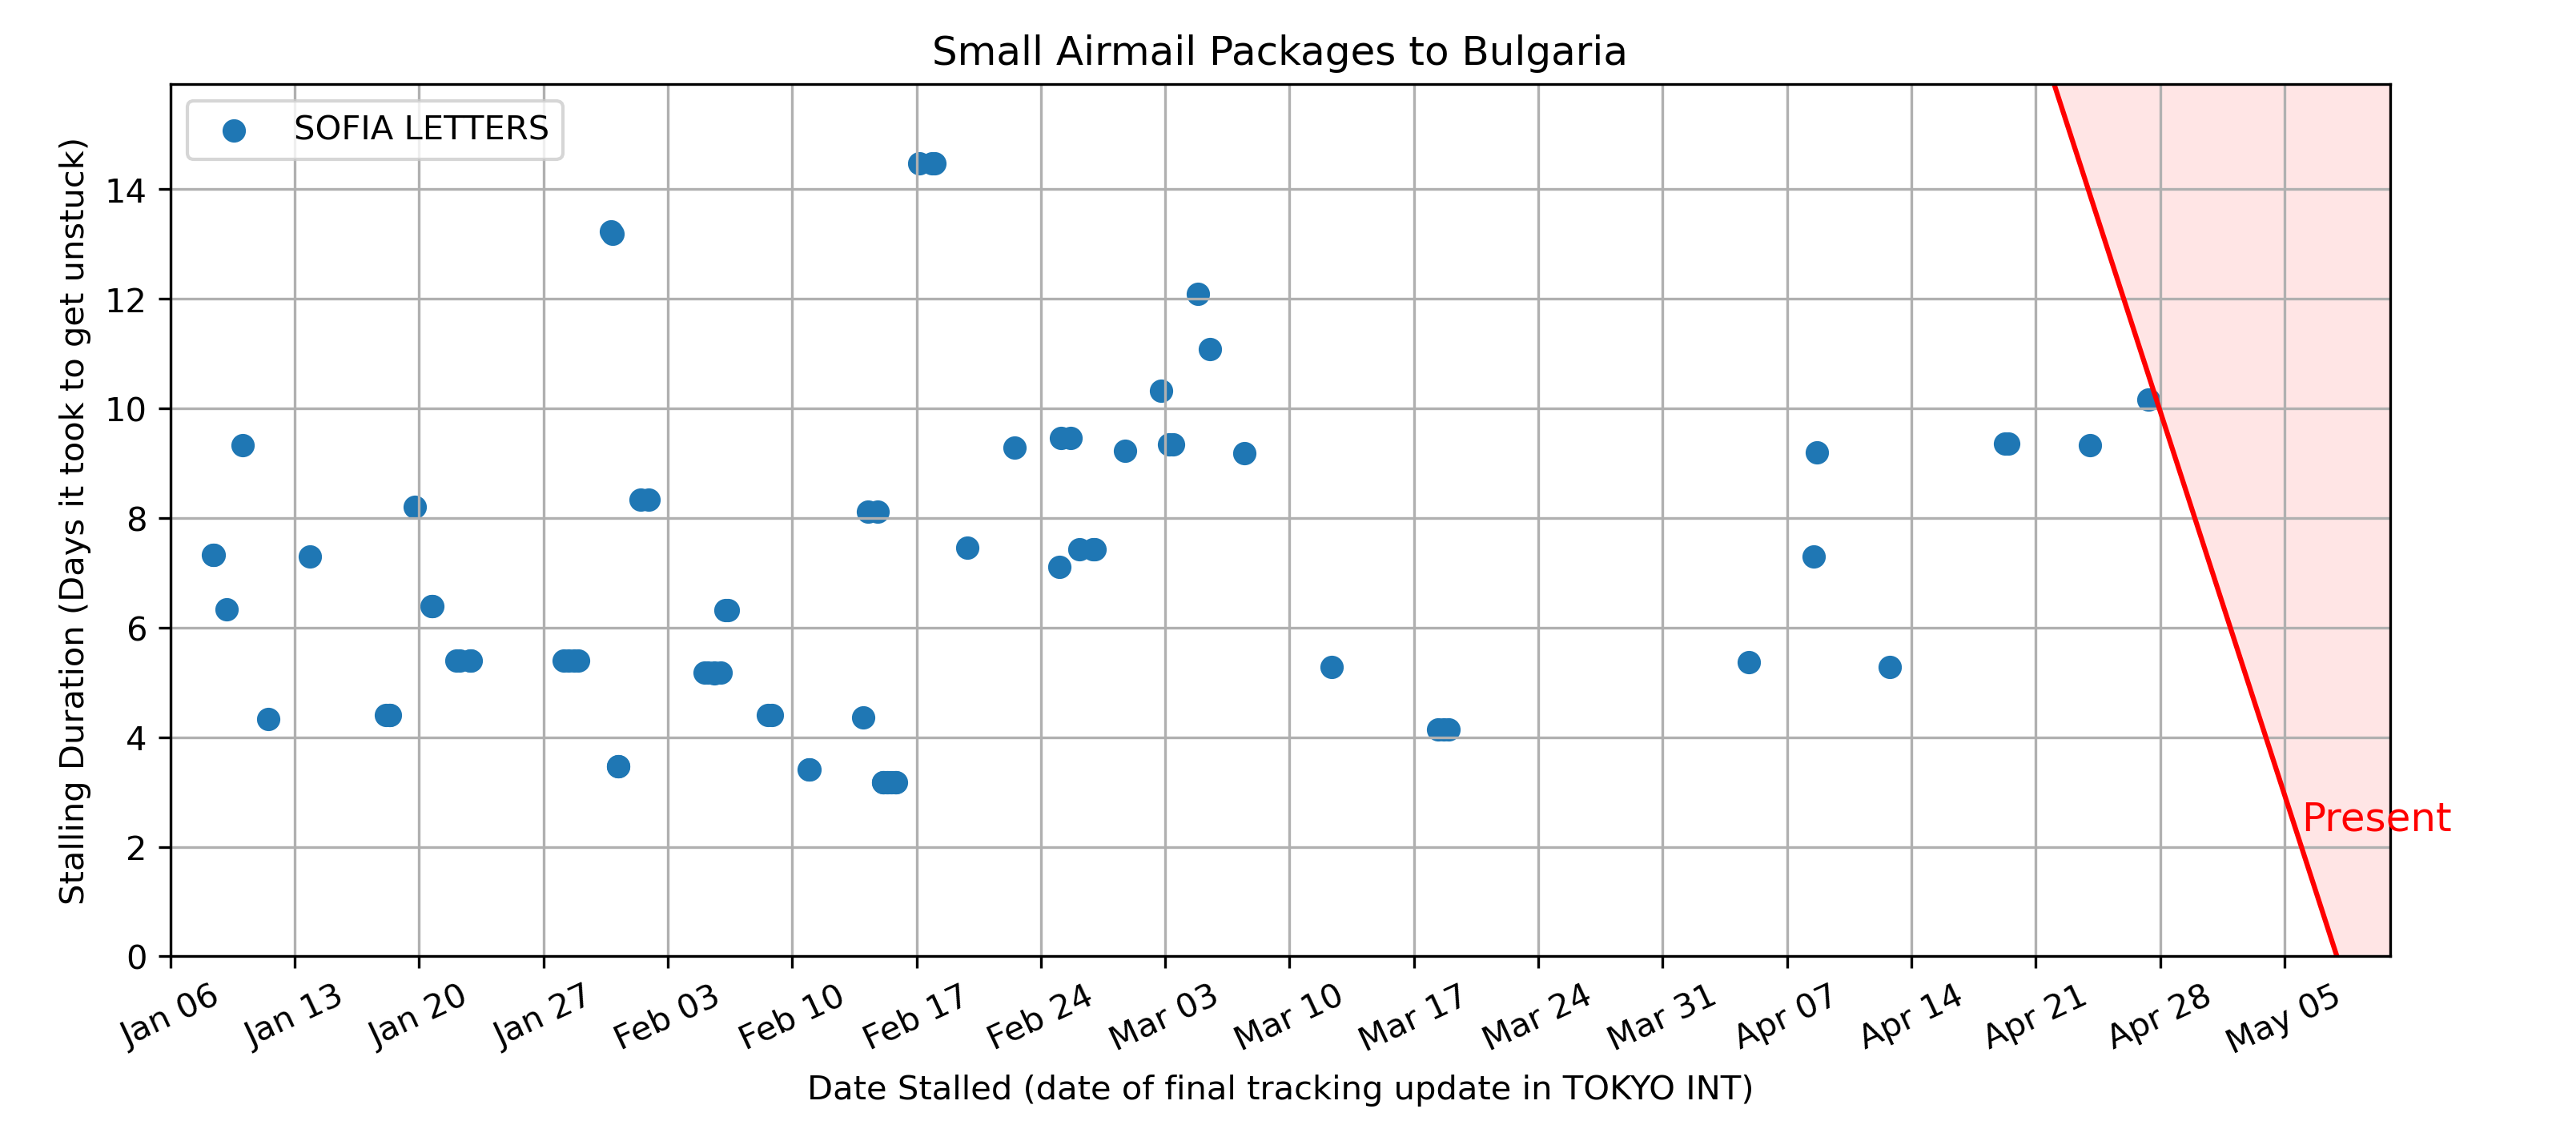 Small Airmail Packages to Bulgaria
SOFIA LETTERS
Stalling Duration (Days it took to get unstuck)
14
12
10
8
6
4
2
0
Present
Jan 06
Jan 13
Jan 20
Jan 27
Feb 03
Feb 10
Feb 17
Feb 24
Mar 03
Mar 10
Mar 17
Mar 24
Mar 31
Apr 07
Apr 14
Apr 21
Apr 28
May 05
Date Stalled (date of final tracking update in TOKYO INT)